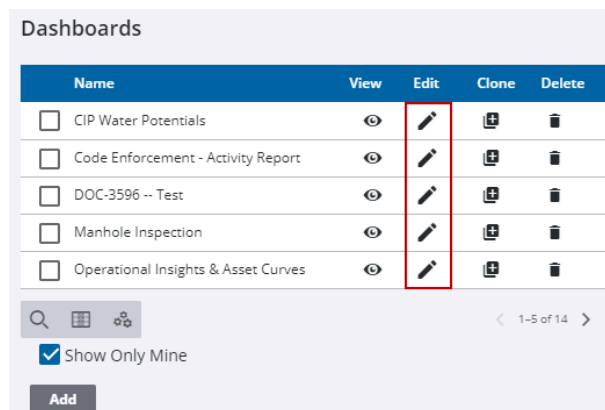 Dashboards
Name View Edit Clone Delete
CIP Water Potentials
Code Enforcement - Activity Report
DOC-3596 -- Test
Manhole Inspection
Operational Insights & Asset Curves
1-5 of 14
Show Only Mine
Add